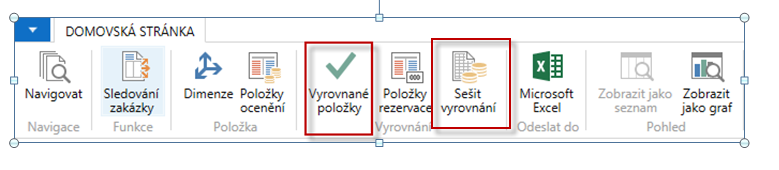 DOMOVSKÁ STRÁNKA
Navigovat
Sledování
zakázky
Dimenze
Položky
ocenění
Vyrovnané
položky
Položky
rezervace
Sešit
vyrovnání
Microsoft
Excel
Zobrazit jako
seznam
Zobrazit
jako graf
Navigace
Funkce
Položka
Vyrovnání
Odeslat do
Pohled